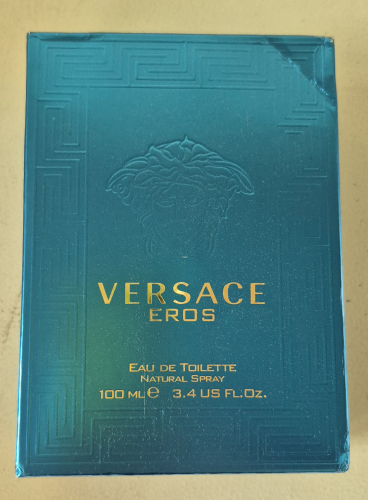 VERSACE
EROS
EAU DE TOILETTE
NATURAL SPRAY
100 ML ℮ 3.4 US FL.OZ.